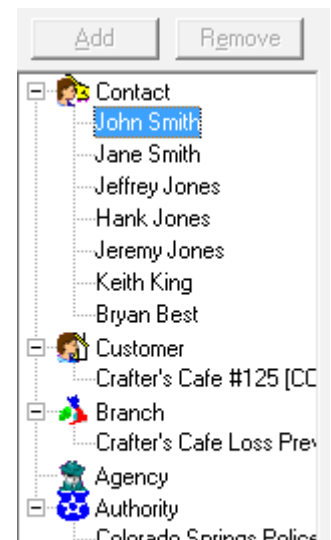 Add Remove
Contact
John Smith
Jane Smith
Jeffrey Jones
Hank Jones
Jeremy Jones
Keith King
Bryan Best
Customer
Crafter's Cafe #125 [CC
Branch
Crafter's Cafe Loss Prev
Agency
Authority
Colorado Springs Police